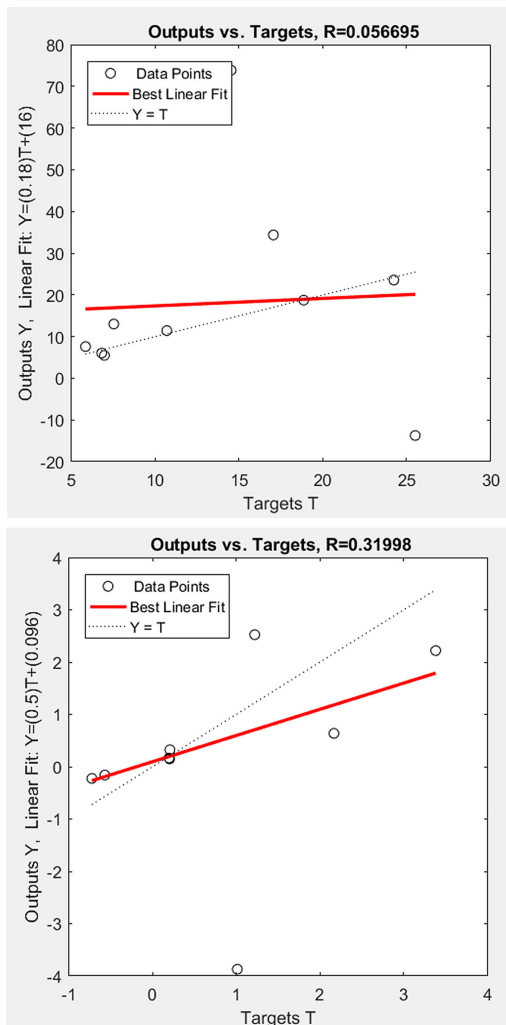 Outputs vs. Targets, R=0.056695
80
70
60
50
40
30
20
10
0
-10
-20
Data Points
Best Linear Fit
Y = T
Outputs Y, Linear Fit: Y=(0.18)T+(16)
5
10
15
20
25
30
Targets T
Outputs vs. Targets, R=0.31998
4
3
2
1
0
-1
-2
-3
-4
Data Points
Best Linear Fit
Y = T
Outputs Y, Linear Fit: Y=(0.5)T+(0.096)
-1
0
1
2
3
4
Targets T